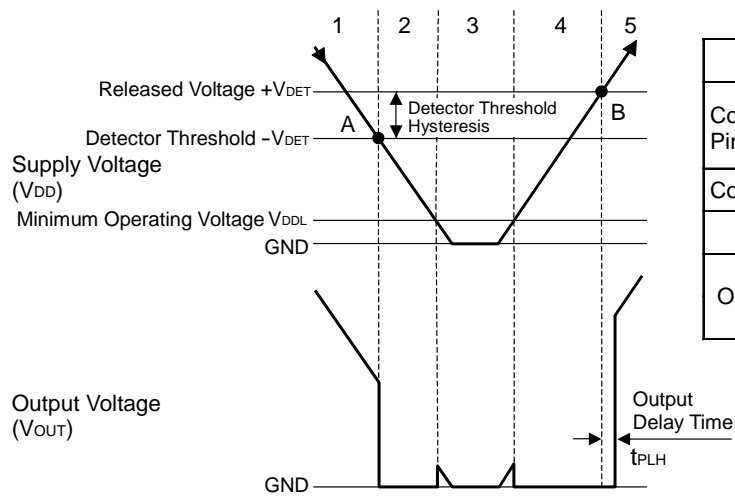 1 2 3 4 5
Released Voltage +VDET
Detector Threshold
Hysteresis
A
B
Detector Threshold −VDET
Supply Voltage
(VDD)
Minimum Operating Voltage VDDL
GND
Output Voltage
(VOUT)
Output
Delay Time
tPLH
GND
Co
Pin
Co
O